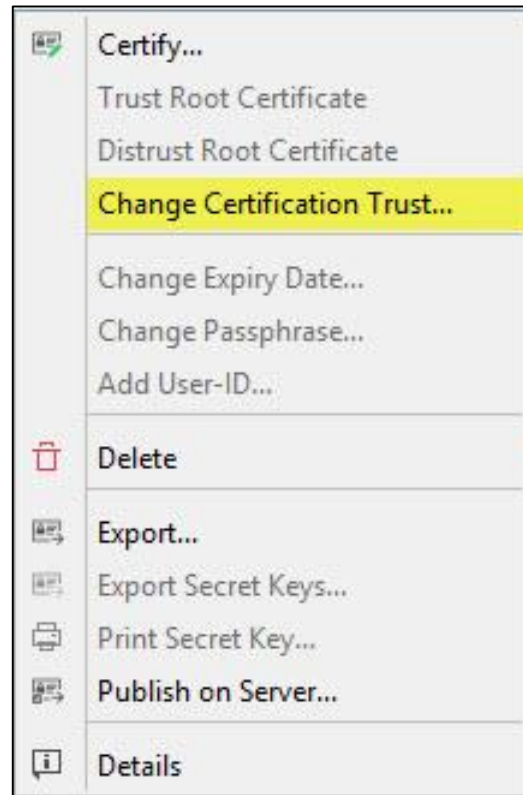 Certify...
Trust Root Certificate
Distrust Root Certificate
Change Certification Trust...
Change Expiry Date...
Change Passphrase...
Add User-ID...
Delete
Export...
Export Secret Keys...
Print Secret Key...
Publish on Server...
Details